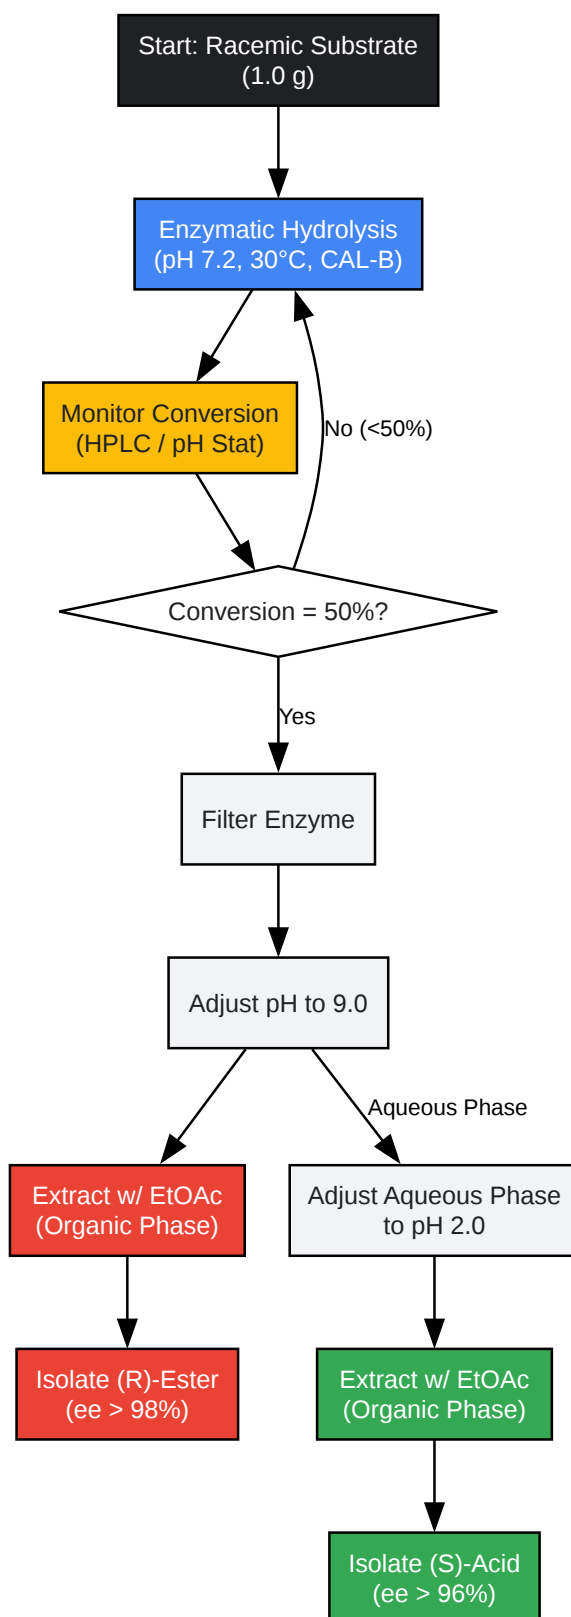 Start: Racemic Substrate
(1.0 g)
Enzymatic Hydrolysis
(pH 7.2, 30°C, CAL-B)
Monitor Conversion
(HPLC / pH Stat)
No (<50%)
Conversion = 50%?
Yes
Filter Enzyme
Adjust pH to 9.0
Aqueous Phase
Extract w/ EtOAc
(Organic Phase)
Adjust Aqueous Phase
to pH 2.0
Isolate (R)-Ester
(ee > 98%)
Extract w/ EtOAc
(Organic Phase)
Isolate (S)-Acid
(ee > 96%)